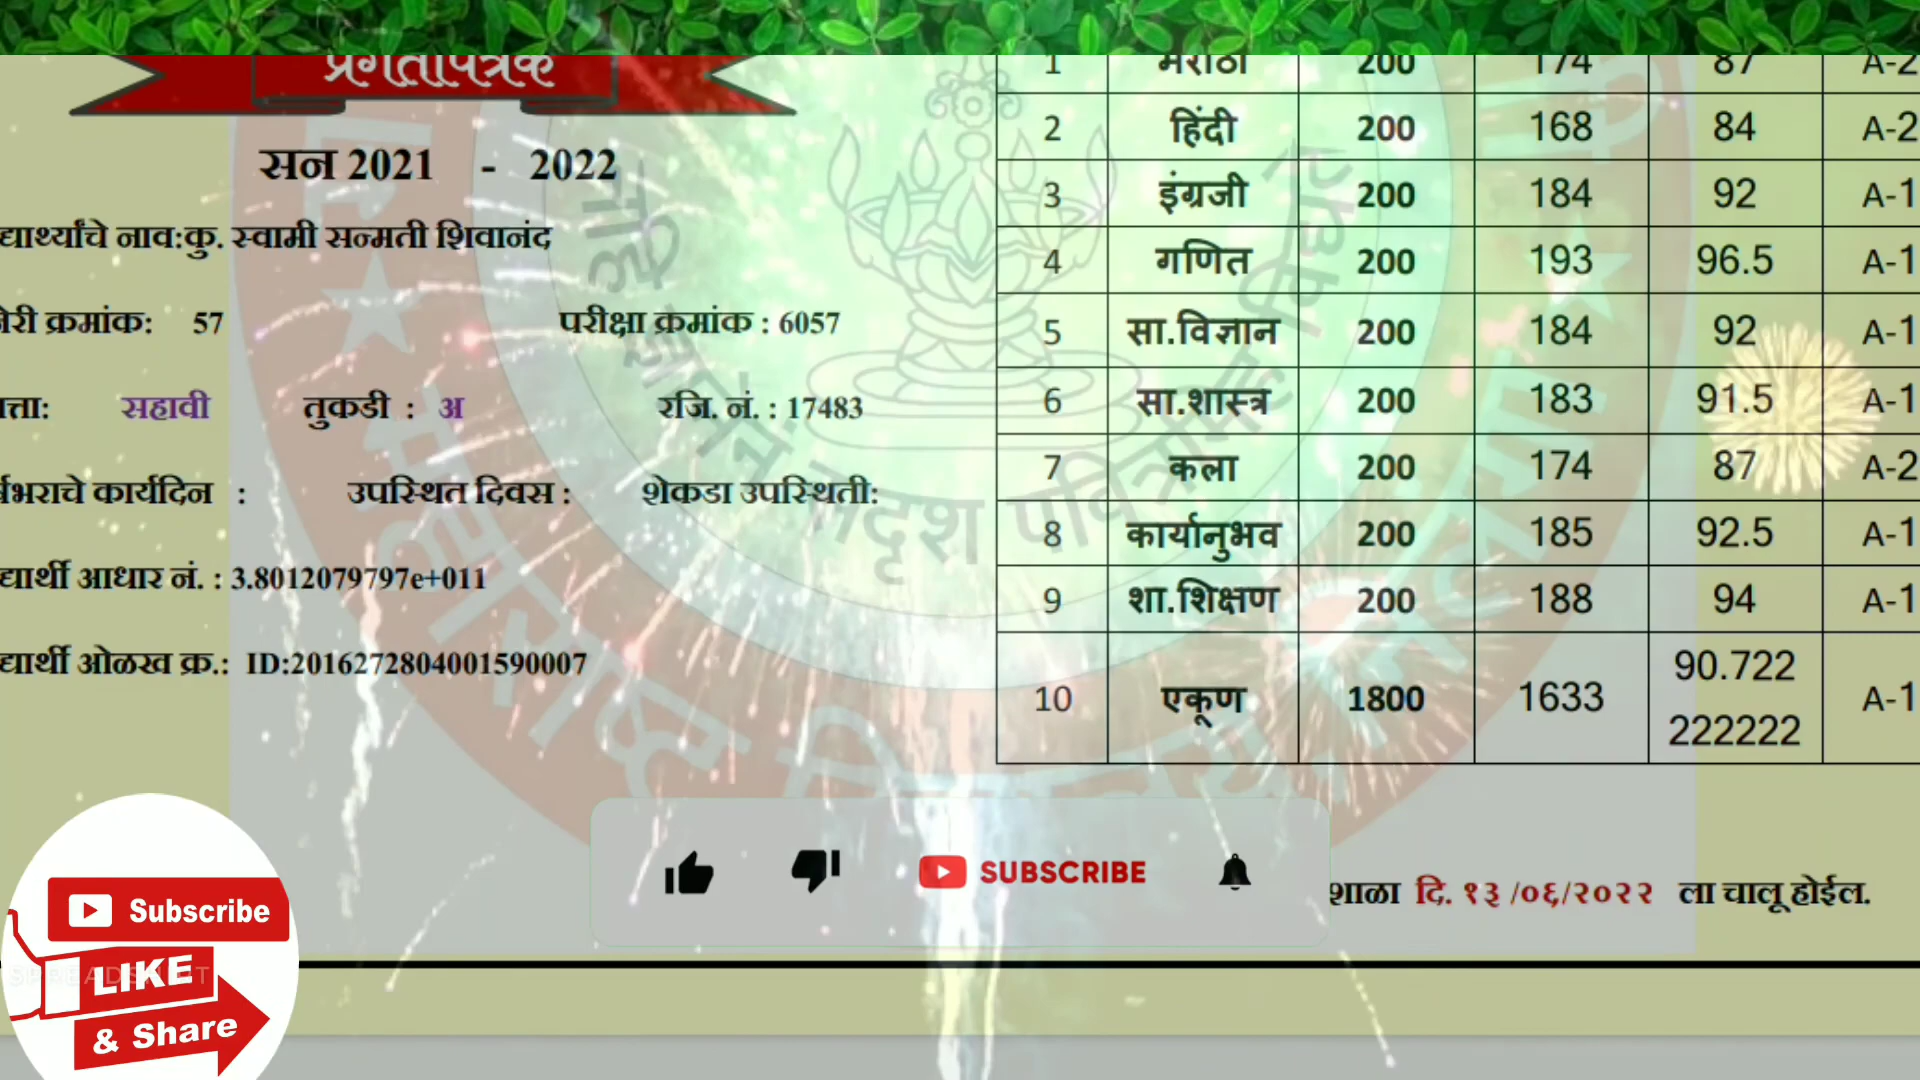 प्रगतीपत्रक
सन 2021 - 2022
द्यार्थ्यांचे नाव:कु. स्वामी सन्मती शिवानंद
क्रमांक: 57 परीक्षा क्रमांक : 6057
त्ता: सहावी तुकडी : अ रजि. नं. : 17483
र्षभराचे कार्यदिन : उपस्थित दिवस : शेकडा उपस्थिती:
द्यार्थी आधार नं. : 3.8012079797e+011
द्यार्थी ओळख क्र.: ID:2016272804001590007
1 मराठी 200 174 87 A-2
2 हिंदी 200 168 84 A-2
3 इंग्रजी 200 184 92 A-1
4 गणित 200 193 96.5 A-1
5 सा.विज्ञान 200 184 92 A-1
6 सा.शास्त्र 200 183 91.5 A-1
7 कला 200 174 87 A-2
8 कार्यानुभव 200 185 92.5 A-1
9 शा.शिक्षण 200 188 94 A-1
10 एकूण 1800 1633 90.722 A-1
222222
शाळा दि. १३ /०६/२०२२ ला चालू होईल.
SUBSCRIBE
Subscribe
LIKE
& Share